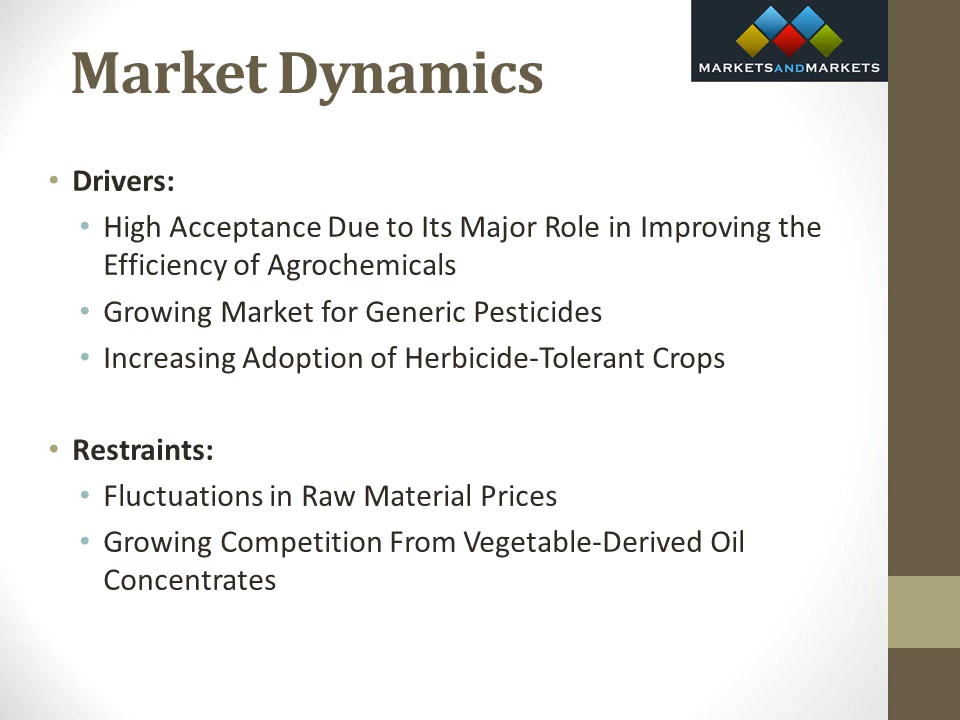 Market Dynamics
MARKETSANDMARKETS
• Drivers:
• High Acceptance Due to Its Major Role in Improving the
Efficiency of Agrochemicals
• Growing Market for Generic Pesticides
• Increasing Adoption of Herbicide-Tolerant Crops
• Restraints:
• Fluctuations in Raw Material Prices
• Growing Competition From Vegetable-Derived Oil
Concentrates